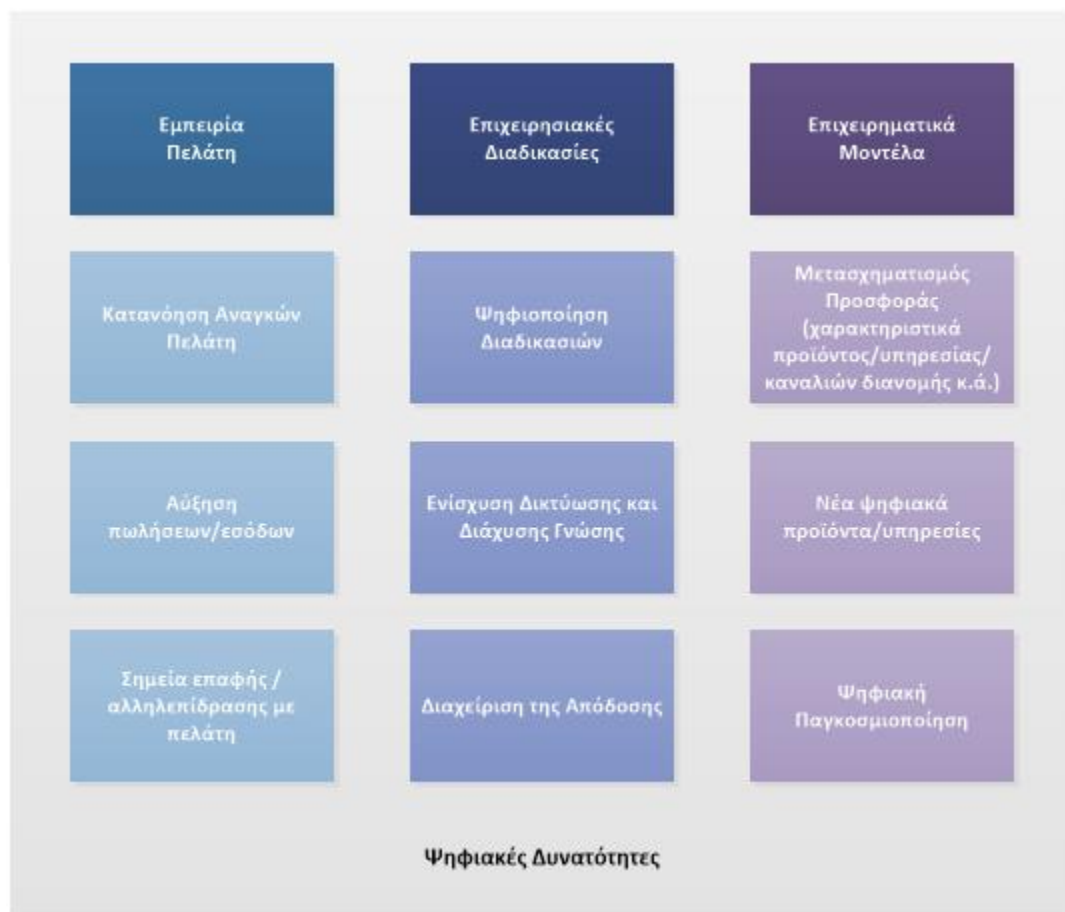 Εμπειρία
Πελάτη
Επιχειρησιακές
Διαδικασίες
Επιχειρηματικά
Μοντέλα
Κατανόηση Αναγκών
Πελάτη
Ψηφιοποίηση
Διαδικασιών
Μετασχηματισμός
Προσφοράς
(χαρακτηριστικά
προϊόντος/υπηρεσίας/
καναλιών διανομής κ.ά.)
Αύξηση
πωλήσεων/εσόδων
Ενίσχυση Δικτύωσης και
Διάχυσης Γνώσης
Νέα ψηφιακά
προϊόντα/υπηρεσίες
Σημεία επαφής /
αλληλεπίδρασης με
πελάτη
Διαχείριση της Απόδοσης
Ψηφιακή
Παγκοσμιοποίηση
Ψηφιακές Δυνατότητες